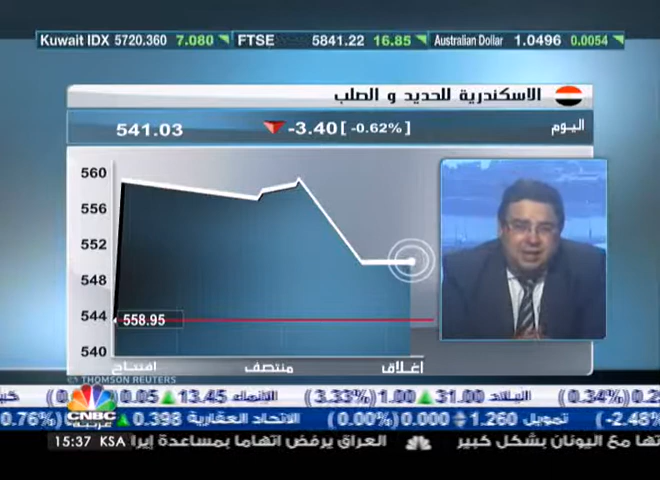 Kuwait IDX 5720.360 7.080 FTSE 5841.22 16.85 Australian Dollar 1.0496 0.0054
الاسكندرية للحديد و الصلب
541.03 -3.40 [ -0.62% ] اليوم
560
556
552
548
544
558.95
540
افتتاح منتصف إغلاق
THOMSON REUTERS
0.05 13.45 الإنماء (3.33%) 1.00 31.00 البلاد (0.34%)
CNBC
عربية
0.398 الاتحاد العقارية (0.00%) 0.000 1.260 تمويل (-2.48%
15:37 KSA
العراق يرفض اتهاما بمساعدة إيرا
مع اليونان بشكل كبير